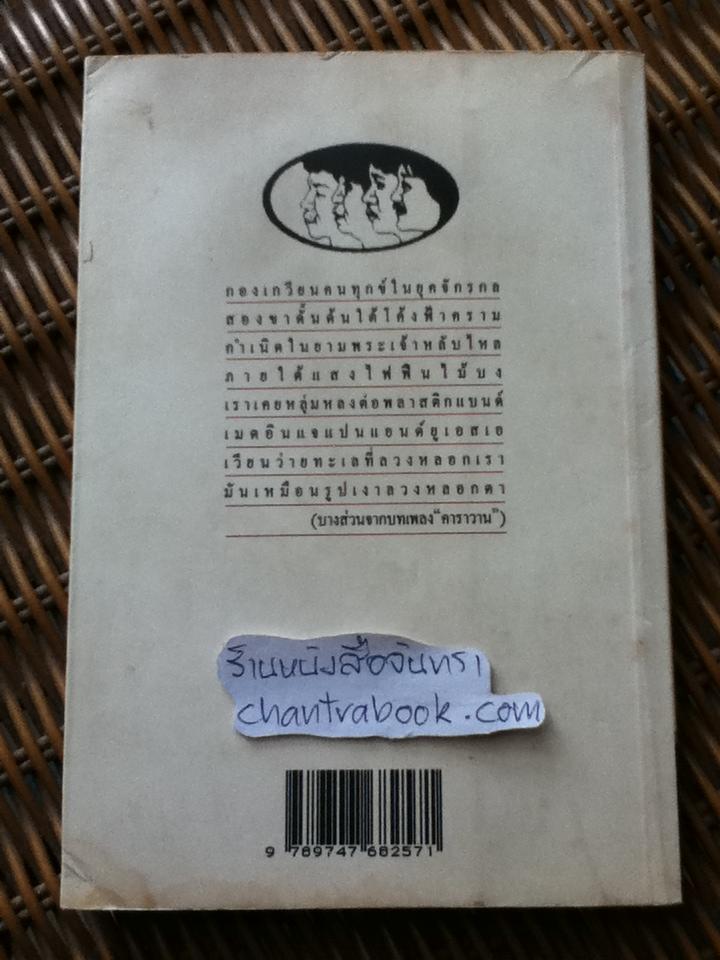 กองเกวียนคนทุกข์ในยุคจักรกล
สองขาดั้นด้นใต้โค้งฟ้าคราม
กำเนิดในยามพระเจ้าหลับไหล
ภายใต้แสงไฟฟืนไม้บง
เราเคยหลุ่มหลงต่อพลาสติกแบนด์
เมดอินแจแปนแอนด์ยูเอสเอ
เวียนว่ายทะเลที่ลวงหลอกเรา
มันเหมือนรูปเงาลวงหลอกตา
(บางส่วนจากบทเพลง"คาราวาน")
ร้านหนังสือจันทรา
chantrabook.com
9 789747 682571